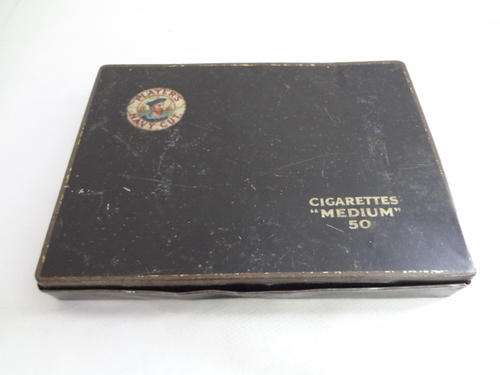 PLAYER'S
NAVY CUT
CIGARETTES
"MEDIUM"
50